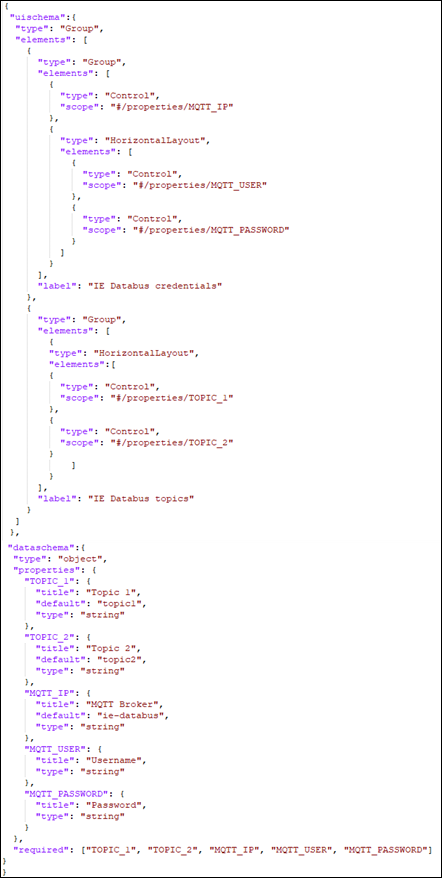 {
"uischema":{
"type": "Group",
"elements": [
{
"type": "Group",
"elements": [
{
"type": "Control",
"scope": "#/properties/MQTT_IP"
},
{
"type": "HorizontalLayout",
"elements": [
{
"type": "Control",
"scope": "#/properties/MQTT_USER"
},
{
"type": "Control",
"scope": "#/properties/MQTT_PASSWORD"
}
]
}
],
"label": "IE Databus credentials"
},
{
"type": "Group",
"elements": [
{
"type": "HorizontalLayout",
"elements":[
{
"type": "Control",
"scope": "#/properties/TOPIC_1"
},
{
"type": "Control",
"scope": "#/properties/TOPIC_2"
}
]
}
],
"label": "IE Databus topics"
}
]
},
"dataschema":{
"type": "object",
"properties": {
"TOPIC_1": {
"title": "Topic 1",
"default": "topic1",
"type": "string"
},
"TOPIC_2": {
"title": "Topic 2",
"default": "topic2",
"type": "string"
},
"MQTT_IP": {
"title": "MQTT Broker",
"default": "ie-databus",
"type": "string"
},
"MQTT_USER": {
"title": "Username",
"type": "string"
},
"MQTT_PASSWORD": {
"title": "Password",
"type": "string"
}
},
"required": ["TOPIC_1", "TOPIC_2", "MQTT_IP", "MQTT_USER", "MQTT_PASSWORD"]
}
}